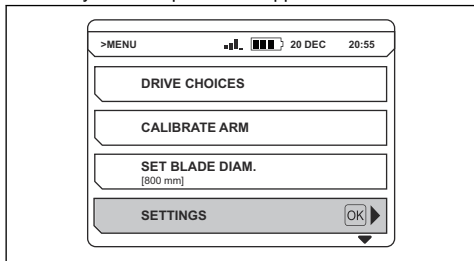 >MENU 20 DEC 20:55
DRIVE CHOICES
CALIBRATE ARM
SET BLADE DIAM.
[800 mm]
SETTINGS OK